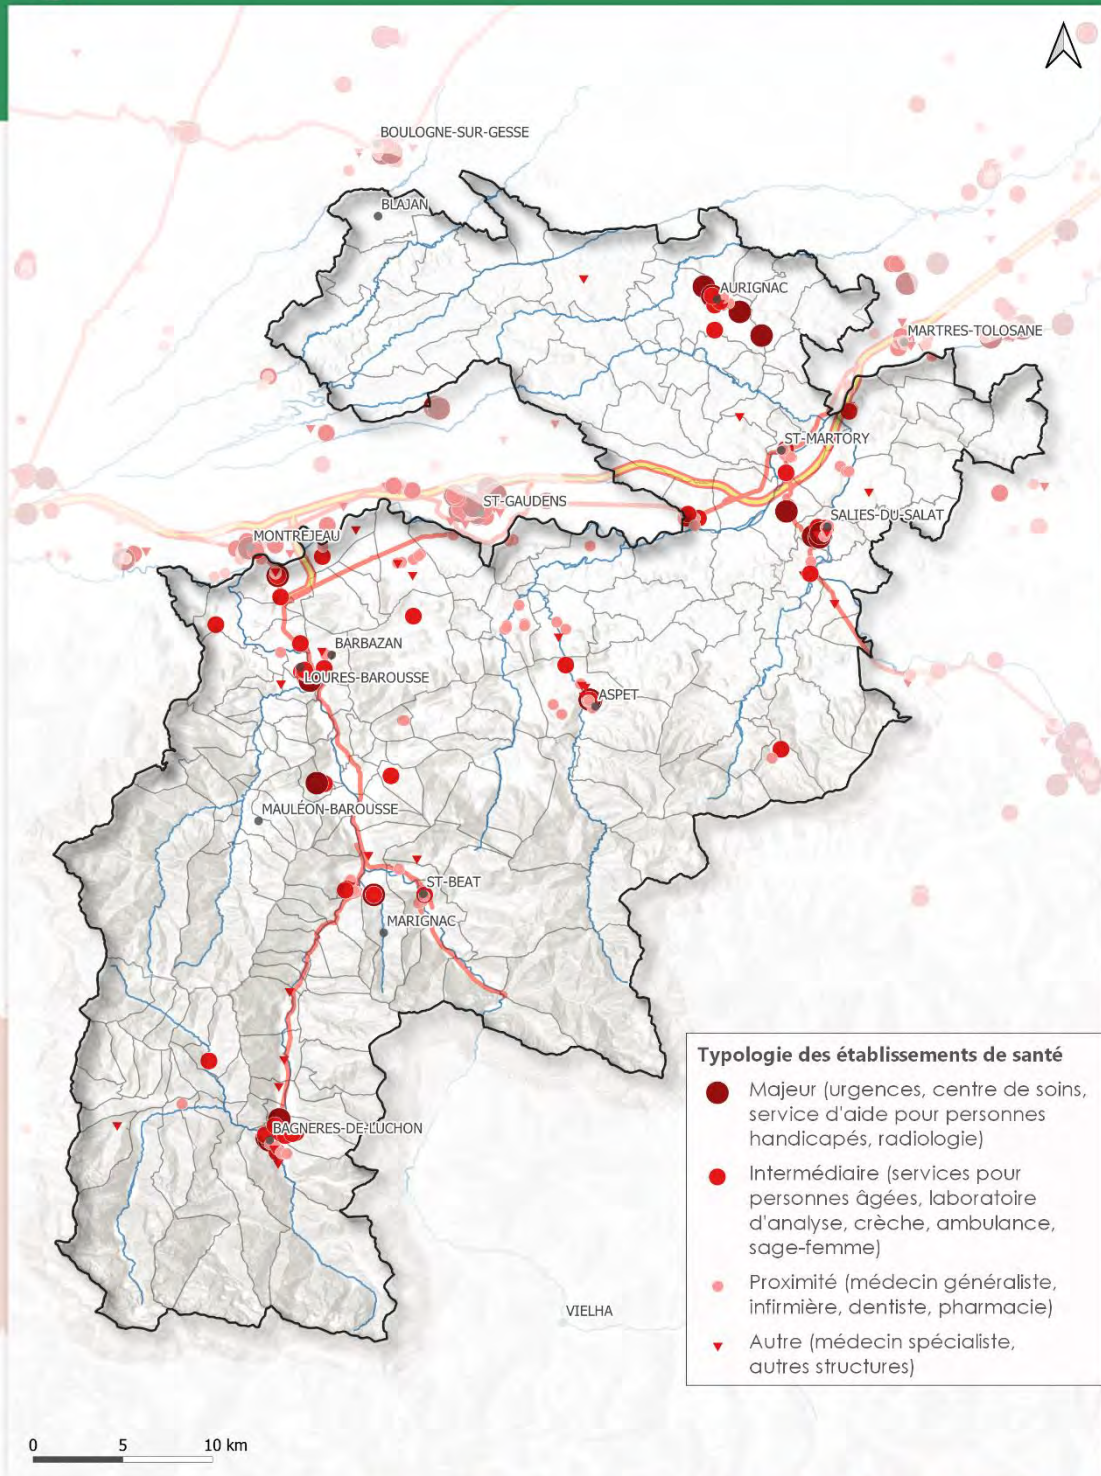 BOULOGNE-SUR-GESSE
BLAJAN
AURIGNAC
MARTRES-TOLOSANE
ST-MARTORY
ST-GAUDENS
SALIES-DU-SALAT
MONTRÉJEAU
BARBAZAN
LOURES-BAROUSSE
ASPET
MAULÉON-BAROUSSE
ST-BEAT
MARIGNAC
BAGNERES-DE-LUCHON
VIELHA
Typologie des établissements de santé
Majeur (urgences, centre de soins,
service d'aide pour personnes
handicapés, radiologie)
Intermédiaire (services pour
personnes âgées, laboratoire
d'analyse, crèche, ambulance,
sage-femme)
Proximité (médecin généraliste,
infirmière, dentiste, pharmacie)
Autre (médecin spécialiste,
autres structures)
0 5 10 km